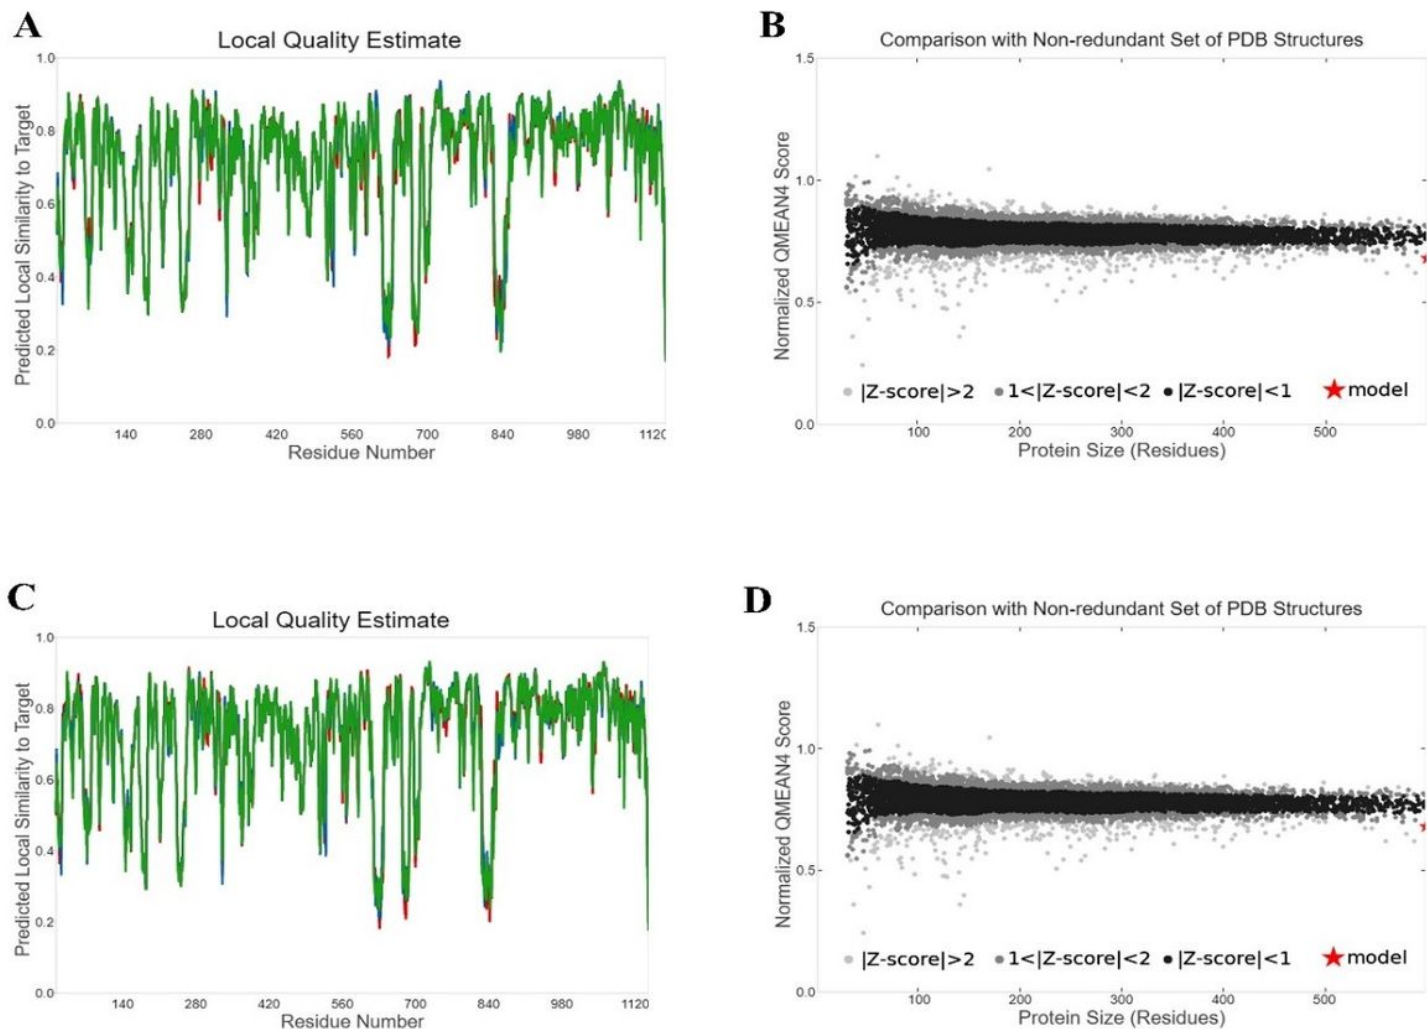 A
Local Quality Estimate
Predicted Local Similarity to Target
1.0
0.8
0.6
0.4
0.2
0.0
140 280 420 560 700 840 980 1120
Residue Number
B
Comparison with Non-redundant Set of PDB Structures
Normalized QMEAN4 Score
1.5
1.0
0.5
0.0
|Z-score|>2 1<|Z-score|<2 |Z-score|<1 model
100 200 300 400 500
Protein Size (Residues)
C
Local Quality Estimate
Predicted Local Similarity to Target
1.0
0.8
0.6
0.4
0.2
0.0
140 280 420 560 700 840 980 1120
Residue Number
D
Comparison with Non-redundant Set of PDB Structures
Normalized QMEAN4 Score
1.5
1.0
0.5
0.0
|Z-score|>2 1<|Z-score|<2 |Z-score|<1 model
100 200 300 400 500
Protein Size (Residues)